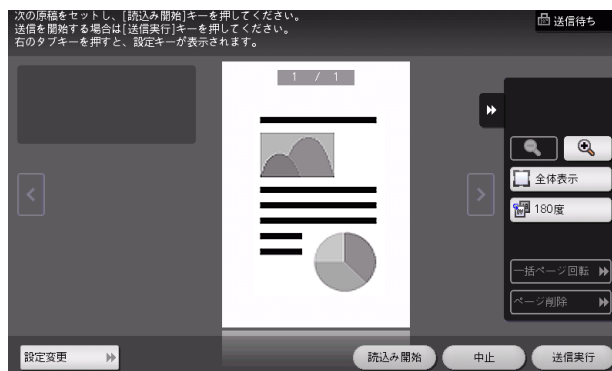 次の原稿をセットし、[読込み開始]キーを押してください。
送信を開始する場合は[送信実行]キーを押してください。
右のタブキーを押すと、設定キーが表示されます。
送信待ち
1 / 1
全体表示
180度
一括ページ回転
ページ削除
設定変更
読込み開始
中止
送信実行